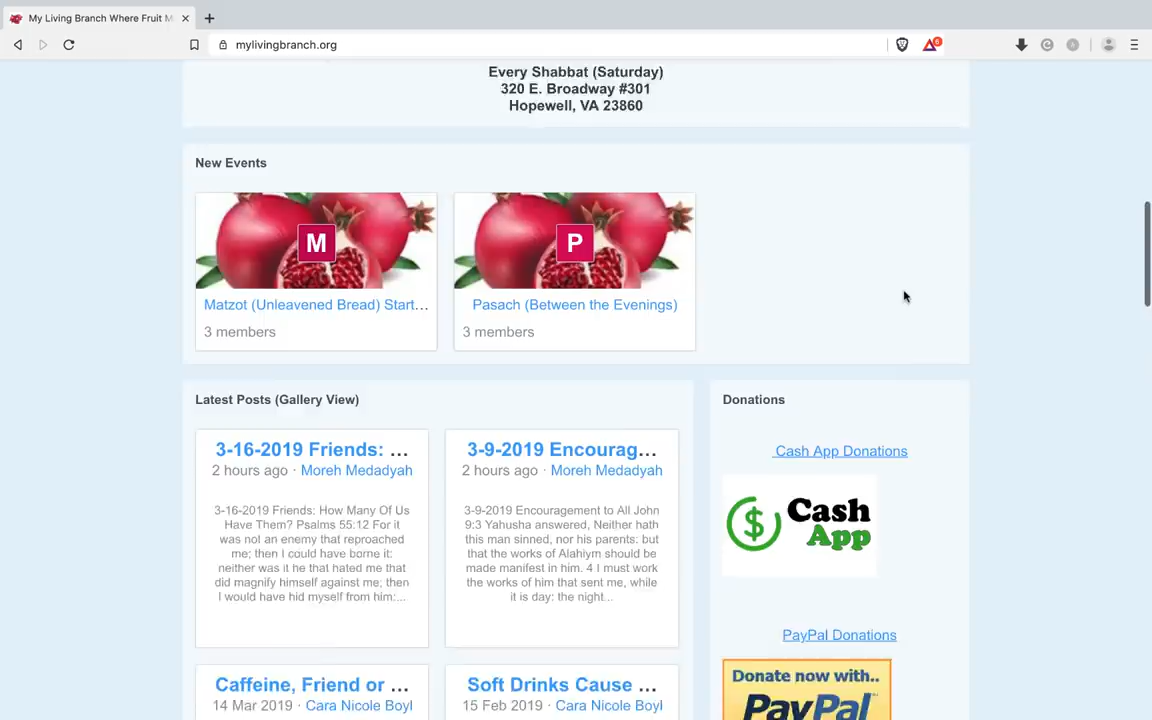 My Living Branch Where Fruit M
mylivingbranch.org
6
Every Shabbat (Saturday)
320 E. Broadway #301
Hopewell, VA 23860
New Events
M
Matzot (Unleavened Bread) Start...
3 members
P
Pasach (Between the Evenings)
3 members
Latest Posts (Gallery View)
3-16-2019 Friends: ...
2 hours ago · Moreh Medadyah
3-16-2019 Friends: How Many Of Us
Have Them? Psalms 55:12 For it
was not an enemy that reproached
me; then I could have borne it:
neither was it he that hated me that
did magnify himself against me; then
I would have hid myself from him:...
3-9-2019 Encourag...
2 hours ago · Moreh Medadyah
3-9-2019 Encouragement to All John
9:3 Yahusha answered, Neither hath
this man sinned, nor his parents: but
that the works of Alahiym should be
made manifest in him. 4 I must work
the works of him that sent me, while
it is day: the night...
Caffeine, Friend or ...
14 Mar 2019 · Cara Nicole Boyl
Soft Drinks Cause ...
15 Feb 2019 · Cara Nicole Boyl
Donations
Cash App Donations
$ Cash
App
PayPal Donations
Donate now with..
PayPal